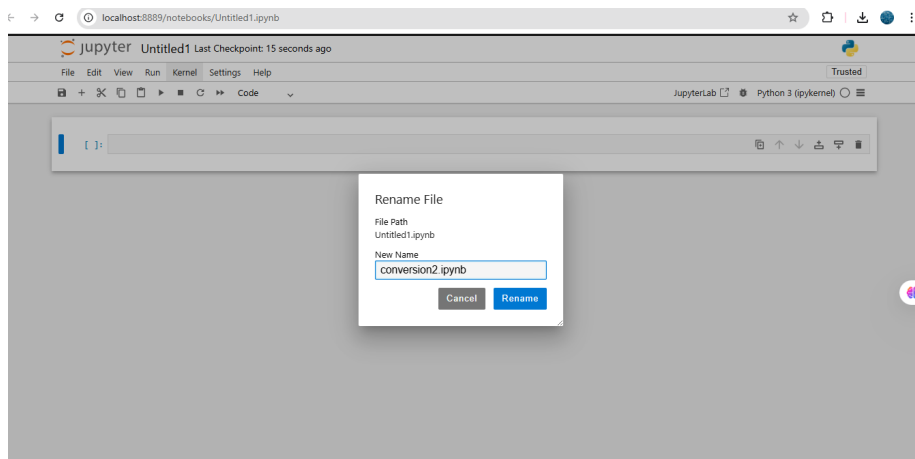 localhost:8889/notebooks/Untitled1.ipynb
jupyter Untitled1 Last Checkpoint: 15 seconds ago
File Edit View Run Kernel Settings Help Trusted
Code JupyterLab Python 3 (ipykernel)
[ ]:
Rename File
File Path
Untitled1.ipynb
New Name
conversion2.ipynb
Cancel Rename